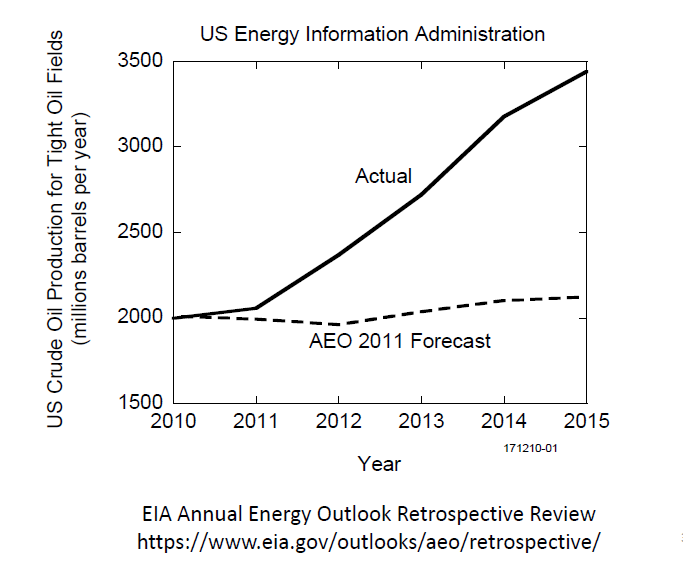 US Energy Information Administration
US Crude Oil Production for Tight Oil Fields
(millions barrels per year)
3500
3000
2500
2000
1500
Actual
AEO 2011 Forecast
2010 2011 2012 2013 2014 2015
171210-01
Year
EIA Annual Energy Outlook Retrospective Review
https://www.eia.gov/outlooks/aeo/retrospective/